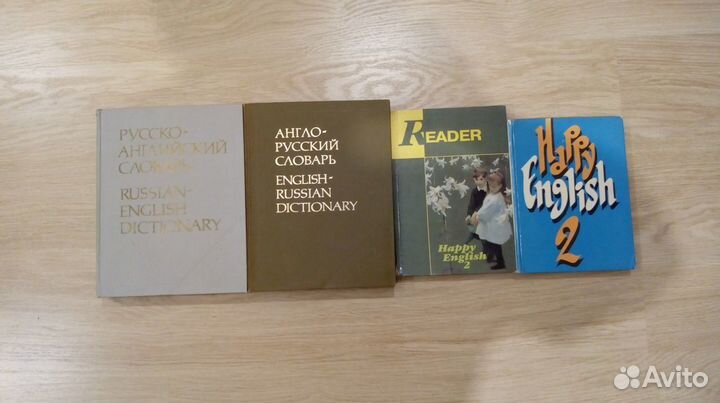 РУССКО-
АНГЛИЙСКИЙ
СЛОВАРЬ
RUSSIAN-
ENGLISH
DICTIONARY
АНГЛО-
РУССКИЙ
СЛОВАРЬ
ENGLISH-
RUSSIAN
DICTIONARY
READER
Happy
English
2
Happy
English
2
Avito